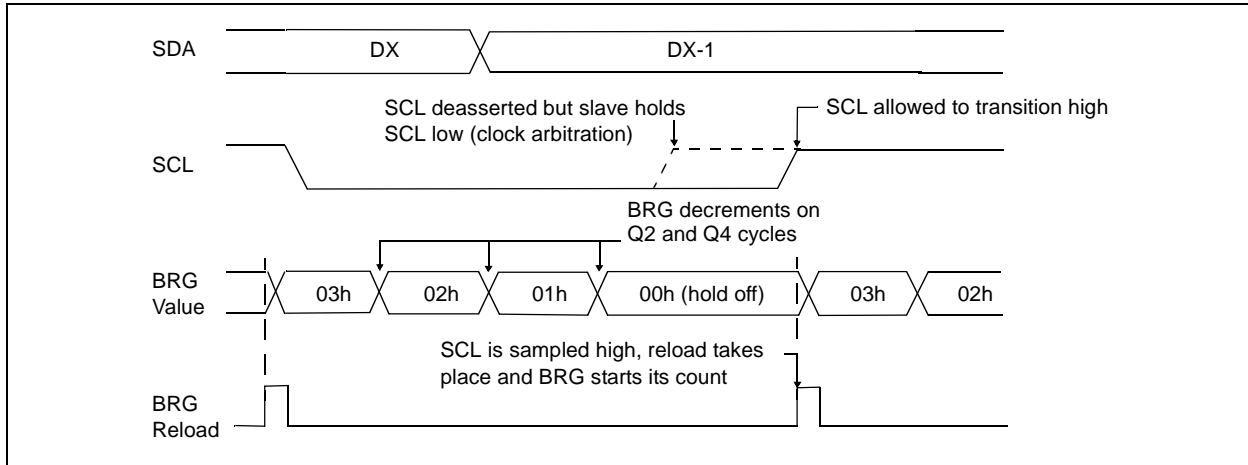 SDA
DX
DX-1
SCL deasserted but slave holds
SCL low (clock arbitration)
SCL allowed to transition high
SCL
BRG decrements on
Q2 and Q4 cycles
BRG
Value
03h
02h
01h
00h (hold off)
03h
02h
SCL is sampled high, reload takes
place and BRG starts its count
BRG
Reload